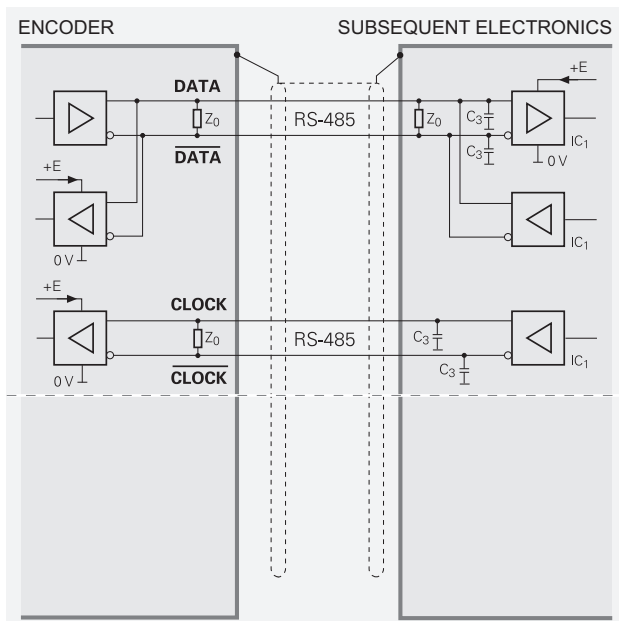 ENCODER
SUBSEQUENT ELECTRONICS
+E
DATA
Z₀
RS-485
Z₀
C₃
IC₁
C₃
0 V
DATA
+E
0 V
IC₁
+E
CLOCK
Z₀
RS-485
C₃
C₃
IC₁
CLOCK
0 V